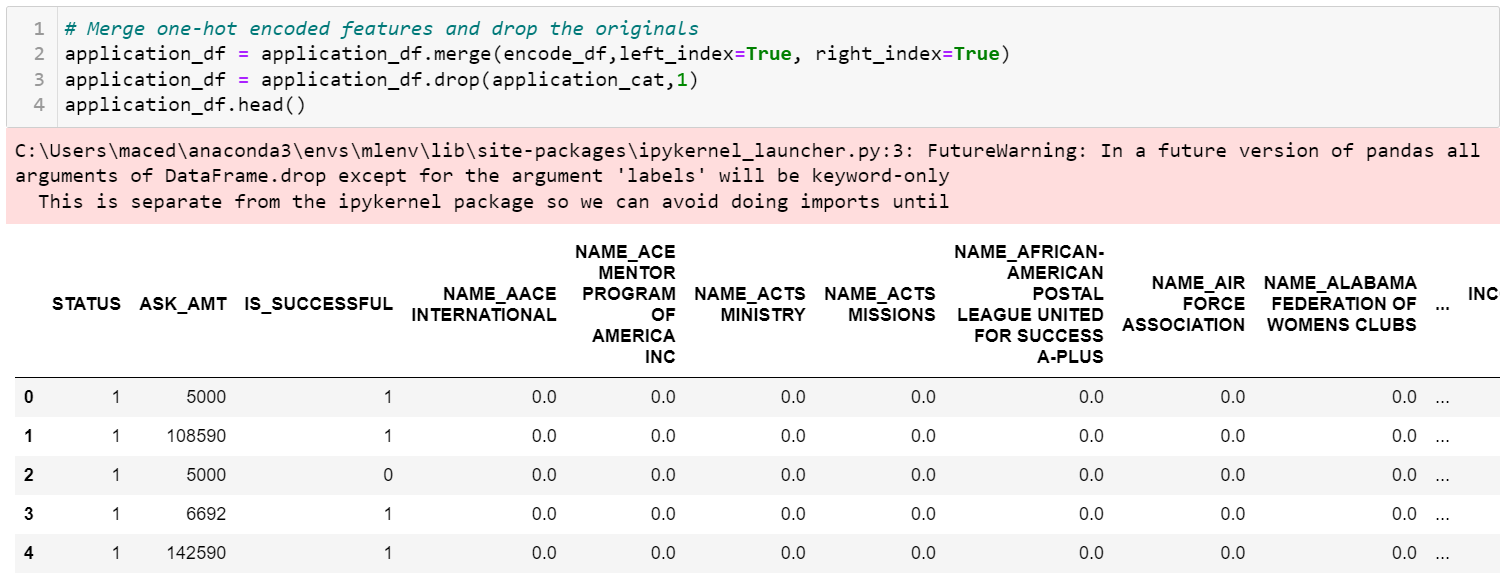 1 # Merge one-hot encoded features and drop the originals
2 application_df = application_df.merge(encode_df,left_index=True, right_index=True)
3 application_df = application_df.drop(application_cat,1)
4 application_df.head()
C:\Users\maced\anaconda3\envs\mlenv\lib\site-packages\ipykernel_launcher.py:3: FutureWarning: In a future version of pandas all
arguments of DataFrame.drop except for the argument 'labels' will be keyword-only
This is separate from the ipykernel package so we can avoid doing imports until
STATUS
ASK_AMT
IS_SUCCESSFUL
NAME_AACE
INTERNATIONAL
NAME_ACE
MENTOR
PROGRAM
OF
AMERICA
INC
NAME_ACTS
MINISTRY
NAME_ACTS
MISSIONS
NAME_AFRICAN-
AMERICAN
POSTAL
LEAGUE UNITED
FOR SUCCESS
A-PLUS
NAME_AIR
FORCE
ASSOCIATION
NAME_ALABAMA
FEDERATION OF
WOMENS CLUBS
...
0 1 5000 1 0.0 0.0 0.0 0.0 0.0 0.0 0.0 ...
1 1 108590 1 0.0 0.0 0.0 0.0 0.0 0.0 0.0 ...
2 1 5000 0 0.0 0.0 0.0 0.0 0.0 0.0 0.0 ...
3 1 6692 1 0.0 0.0 0.0 0.0 0.0 0.0 0.0 ...
4 1 142590 1 0.0 0.0 0.0 0.0 0.0 0.0 0.0 ...